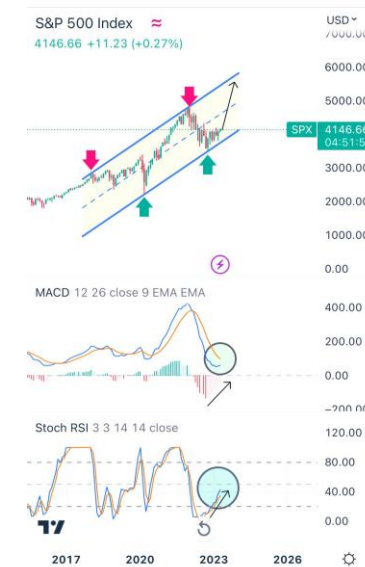 S&P 500 Index ≈
USD
4146.66 +11.23 (+0.27%)
7000.00
6000.00
5000.00
SPX 4146.66
04:51:5
3000.00
2000.00
1000.00
0.00
MACD 12 26 close 9 EMA EMA
400.00
200.00
0.00
-200.00
Stoch RSI 3 3 14 14 close
120.00
80.00
40.00
0.00
2017 2020 2023 2026